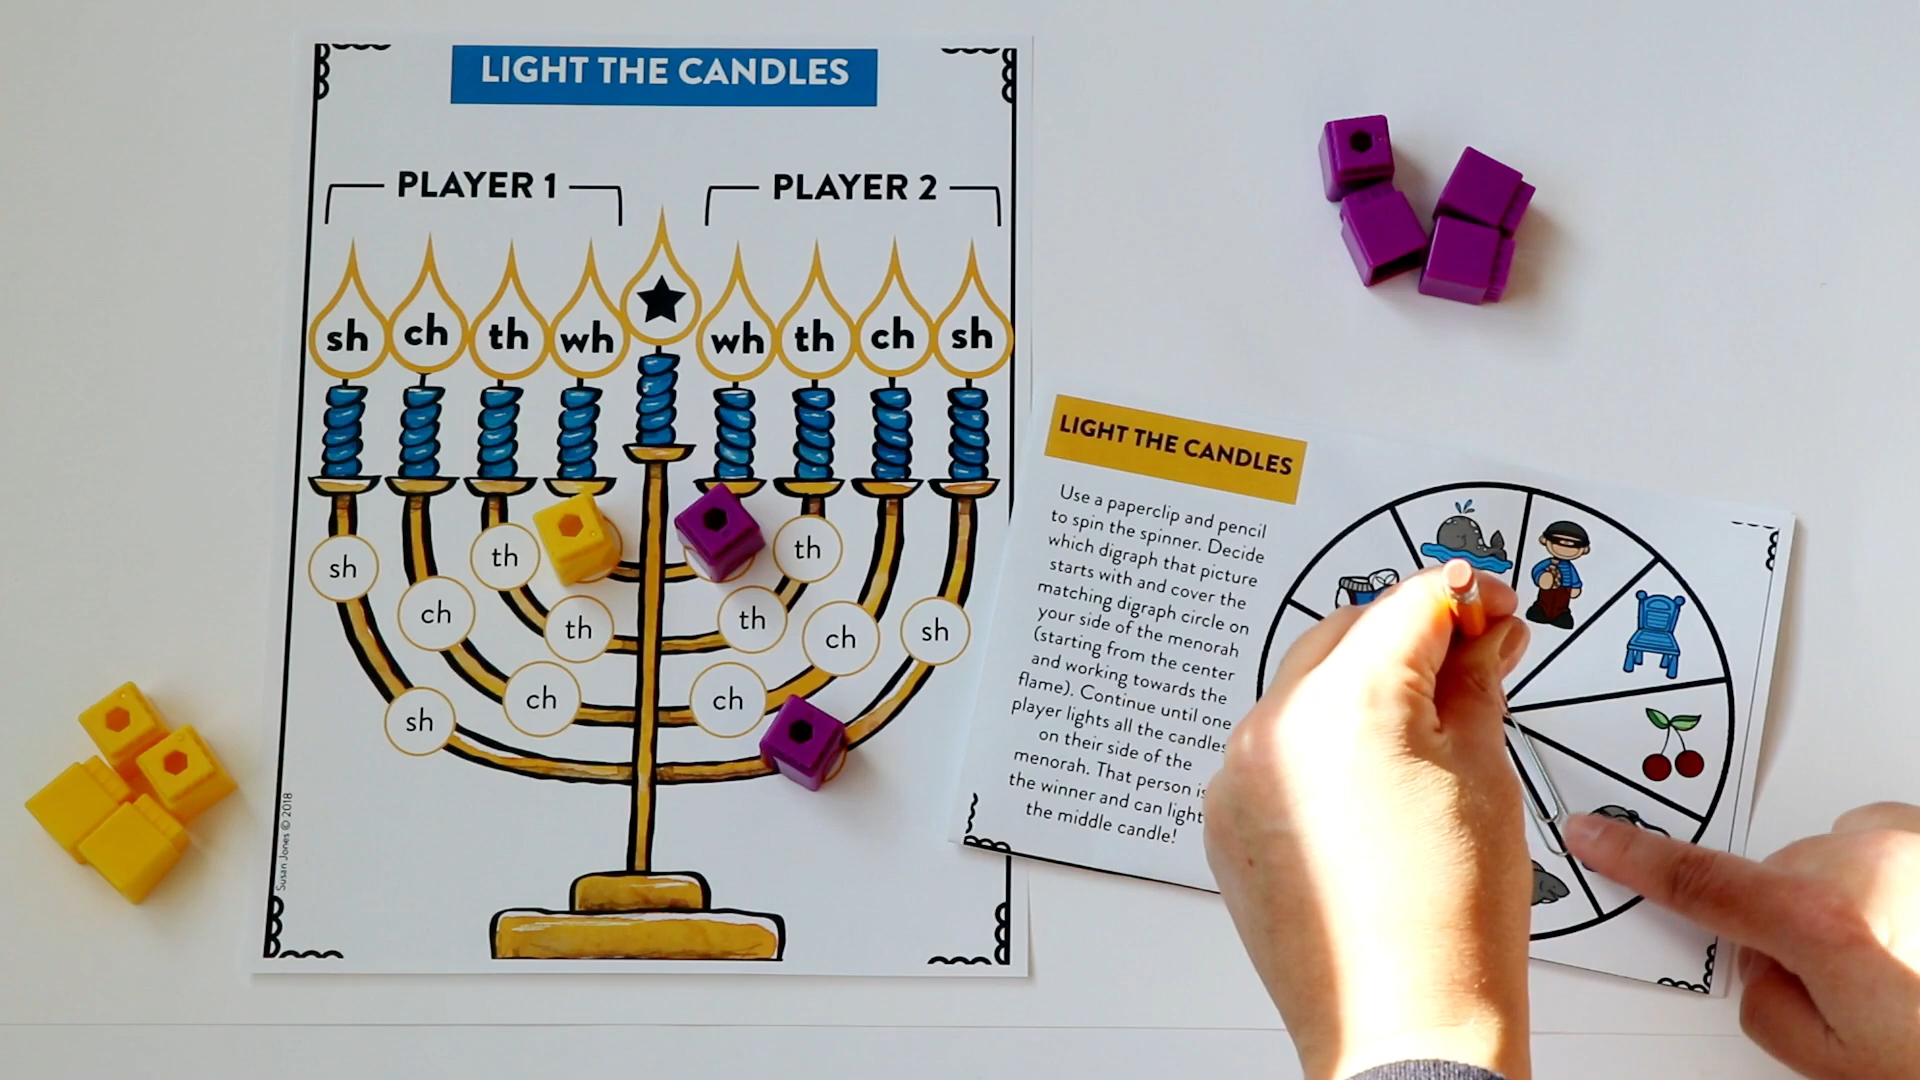 LIGHT THE CANDLES
PLAYER 1
PLAYER 2
sh ch th wh wh th ch sh
sh th th
ch th th ch sh
sh ch ch
Susan Jones © 2018
LIGHT THE CANDLES
Use a paperclip and pencil
to spin the spinner. Decide
which digraph that picture
starts with and cover the
matching digraph circle on
your side of the menorah
(starting from the center
and working towards the
flame). Continue until one
player lights all the candles
on their side of the
menorah. That person is
the winner and can light
the middle candle!